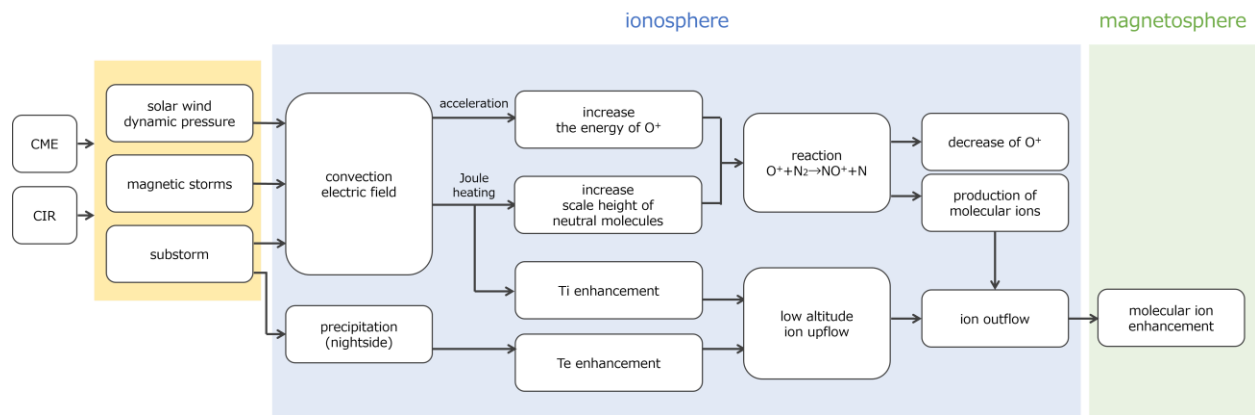 ionosphere
magnetosphere
CME
CIR
solar wind
dynamic pressure
magnetic storms
substorm
convection
electric field
precipitation
(nightside)
acceleration
Joule
heating
increase
the energy of O⁺
increase
scale height of
neutral molecules
Ti enhancement
Te enhancement
reaction
O⁺+N₂→NO⁺+N
low altitude
ion upflow
decrease of O⁺
production of
molecular ions
ion outflow
molecular ion
enhancement